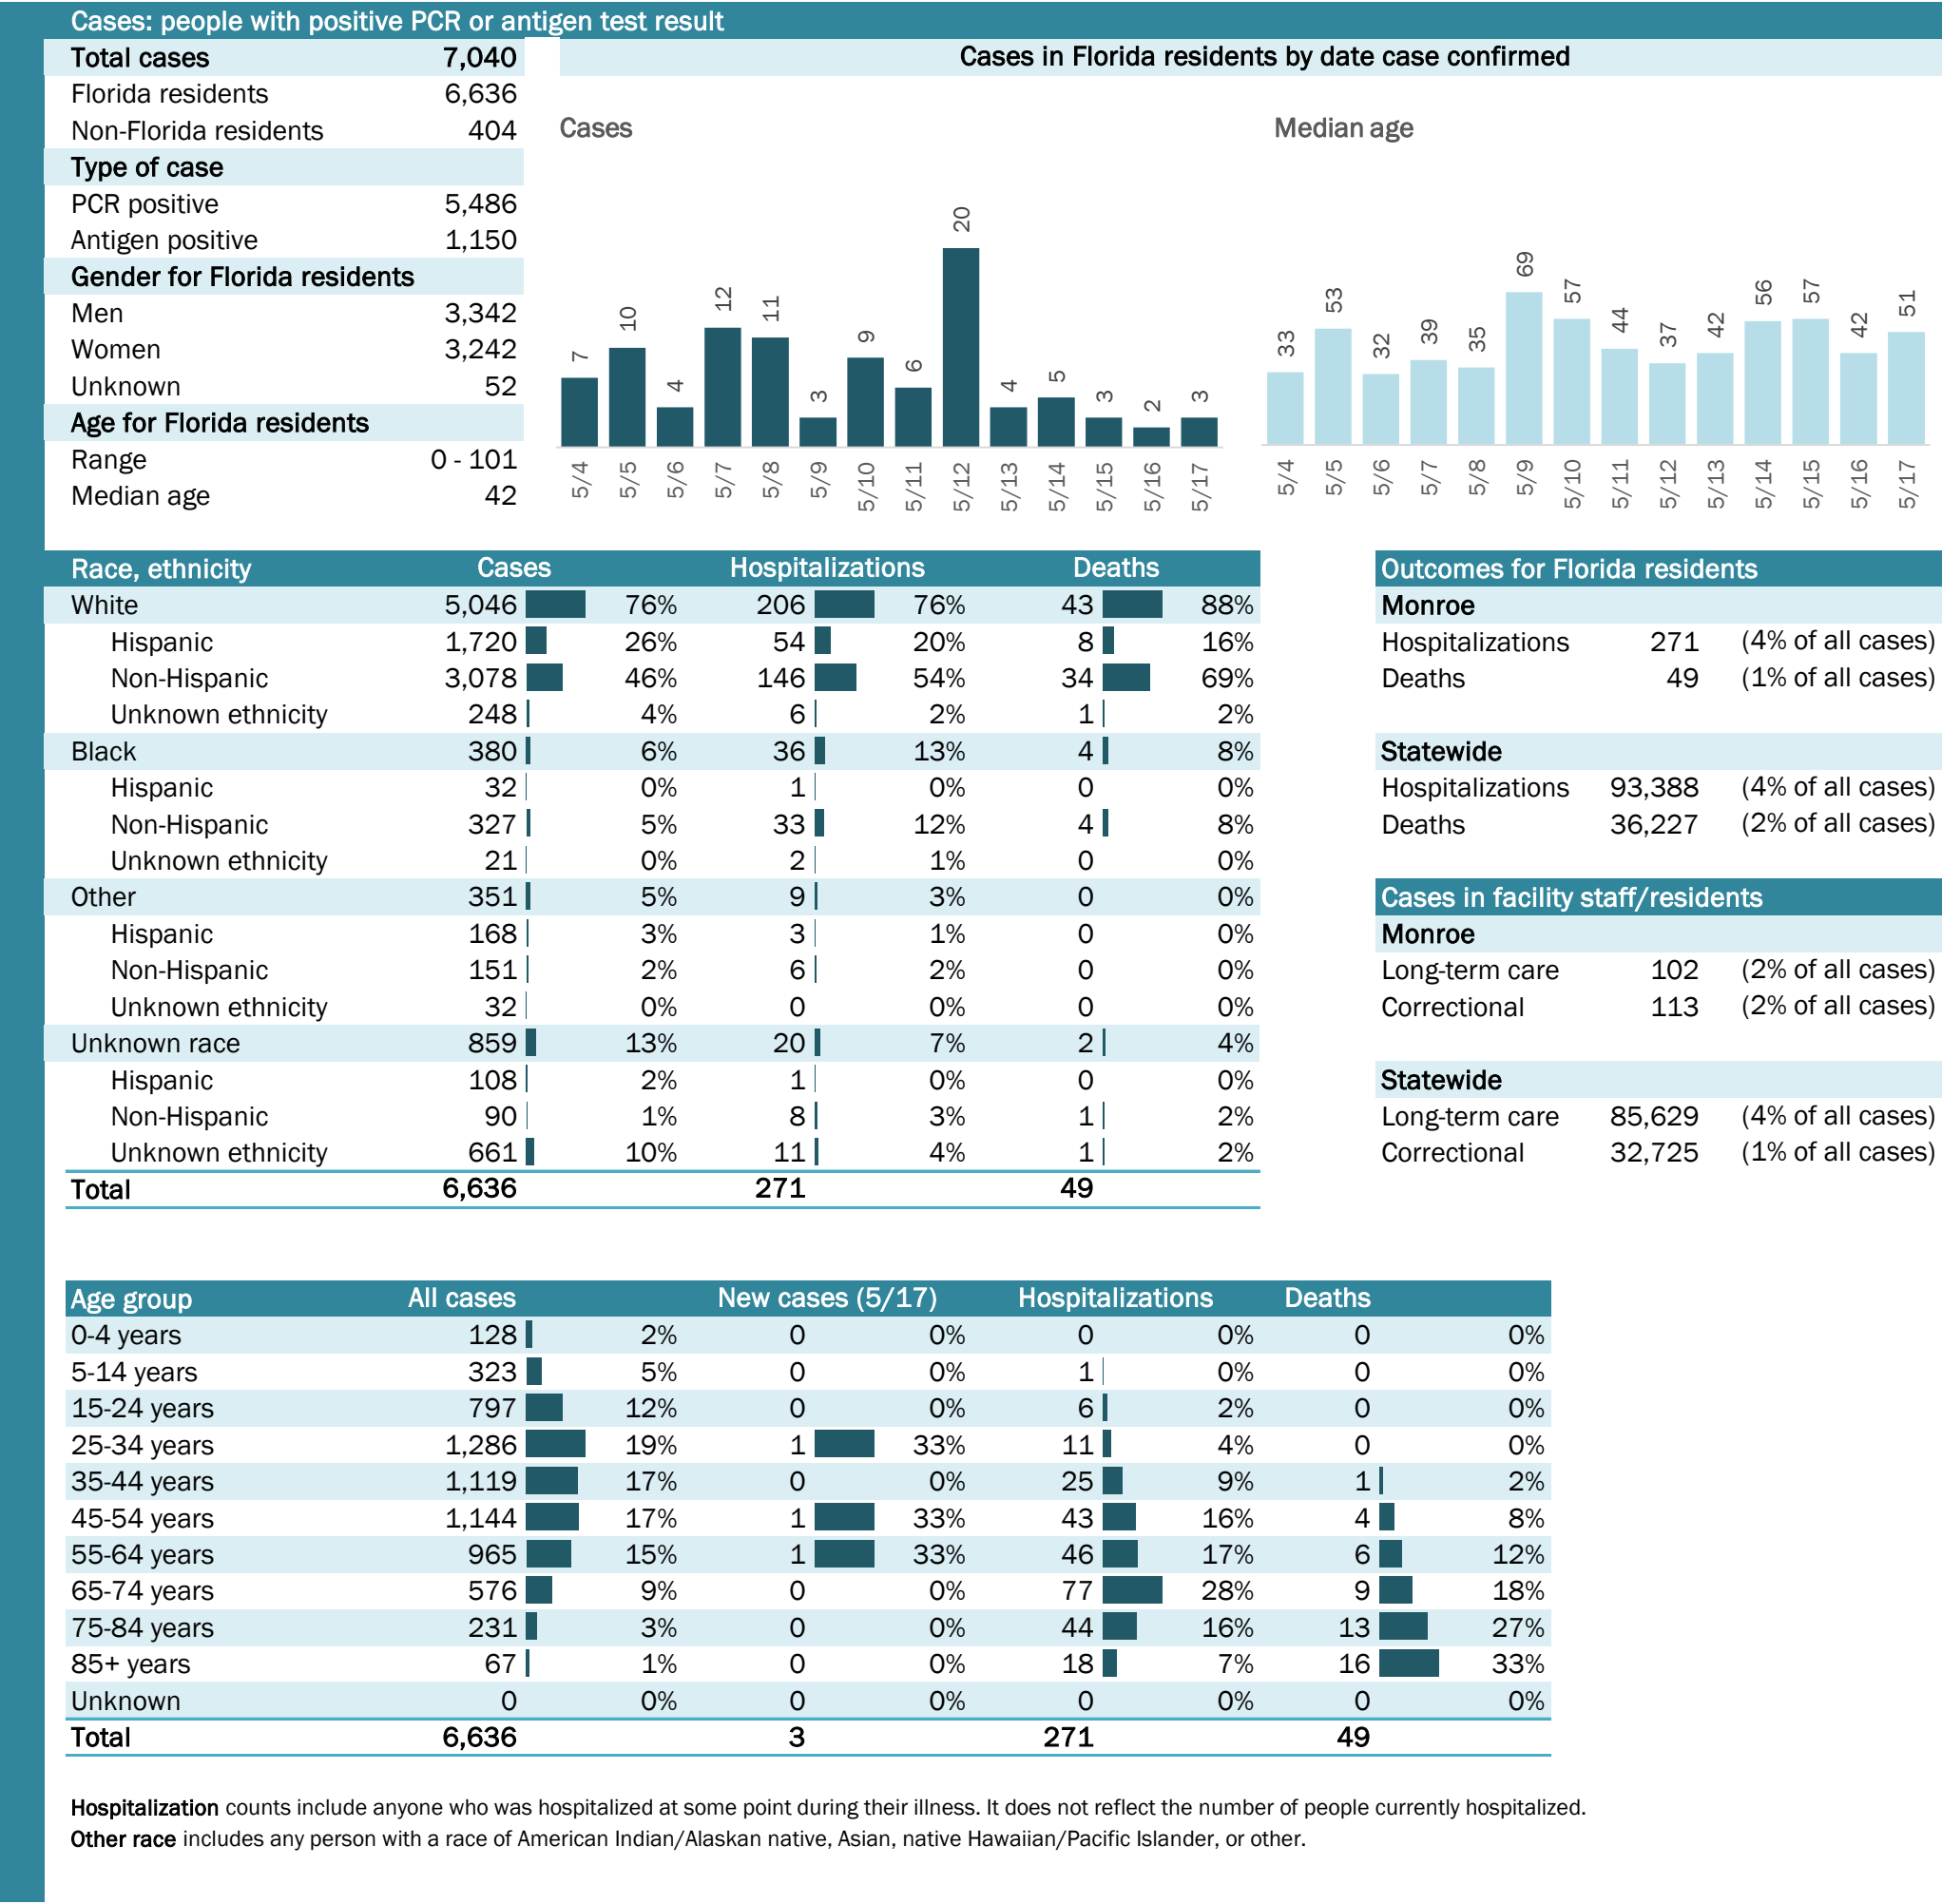 Cases: people with positive PCR or antigen test result
Total cases 7,040
Florida residents 6,636
Non-Florida residents 404
Type of case
PCR positive 5,486
Antigen positive 1,150
Gender for Florida residents
Men 3,342
Women 3,242
Unknown 52
Age for Florida residents
Range 0 - 101
Median age 42
Cases in Florida residents by date case confirmed
Cases
7 10 4 12 11 3 9 6 20 4 5 3 2 3
5/4 5/5 5/6 5/7 5/8 5/9 5/10 5/11 5/12 5/13 5/14 5/15 5/16 5/17
Median age
33 53 32 39 35 69 57 44 37 42 56 57 42 51
5/4 5/5 5/6 5/7 5/8 5/9 5/10 5/11 5/12 5/13 5/14 5/15 5/16 5/17
Race, ethnicity Cases Hospitalizations Deaths
White 5,046 76% 206 76% 43 88%
Hispanic 1,720 26% 54 20% 8 16%
Non-Hispanic 3,078 46% 146 54% 34 69%
Unknown ethnicity 248 4% 6 2% 1 2%
Black 380 6% 36 13% 4 8%
Hispanic 32 0% 1 0% 0 0%
Non-Hispanic 327 5% 33 12% 4 8%
Unknown ethnicity 21 0% 2 1% 0 0%
Other 351 5% 9 3% 0 0%
Hispanic 168 3% 3 1% 0 0%
Non-Hispanic 151 2% 6 2% 0 0%
Unknown ethnicity 32 0% 0 0% 0 0%
Unknown race 859 13% 20 7% 2 4%
Hispanic 108 2% 1 0% 0 0%
Non-Hispanic 90 1% 8 3% 1 2%
Unknown ethnicity 661 10% 11 4% 1 2%
Total 6,636 271 49
Outcomes for Florida residents
Monroe
Hospitalizations 271 (4% of all cases)
Deaths 49 (1% of all cases)
Statewide
Hospitalizations 93,388 (4% of all cases)
Deaths 36,227 (2% of all cases)
Cases in facility staff/residents
Monroe
Long-term care 102 (2% of all cases)
Correctional 113 (2% of all cases)
Statewide
Long-term care 85,629 (4% of all cases)
Correctional 32,725 (1% of all cases)
Age group All cases New cases (5/17) Hospitalizations Deaths
0-4 years 128 2% 0 0% 0 0% 0 0%
5-14 years 323 5% 0 0% 1 0% 0 0%
15-24 years 797 12% 0 0% 6 2% 0 0%
25-34 years 1,286 19% 1 33% 11 4% 0 0%
35-44 years 1,119 17% 0 0% 25 9% 1 2%
45-54 years 1,144 17% 1 33% 43 16% 4 8%
55-64 years 965 15% 1 33% 46 17% 6 12%
65-74 years 576 9% 0 0% 77 28% 9 18%
75-84 years 231 3% 0 0% 44 16% 13 27%
85+ years 67 1% 0 0% 18 7% 16 33%
Unknown 0 0% 0 0% 0 0% 0 0%
Total 6,636 3 271 49
Hospitalization counts include anyone who was hospitalized at some point during their illness. It does not reflect the number of people currently hospitalized.
Other race includes any person with a race of American Indian/Alaskan native, Asian, native Hawaiian/Pacific Islander, or other.